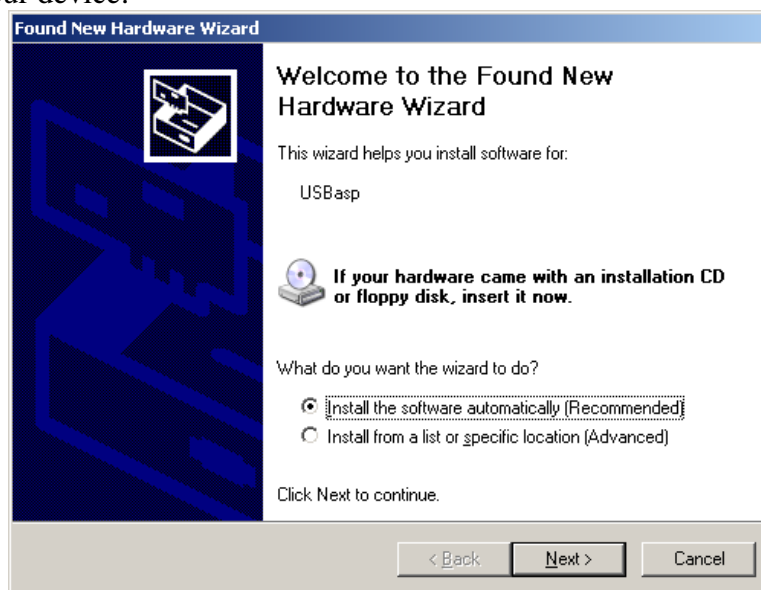 our device.
Found New Hardware Wizard
Welcome to the Found New
Hardware Wizard
This wizard helps you install software for:
USBasp
If your hardware came with an installation CD
or floppy disk, insert it now.
What do you want the wizard to do?
Install the software automatically (Recommended)
Install from a list or specific location (Advanced)
Click Next to continue.
< Back Next > Cancel